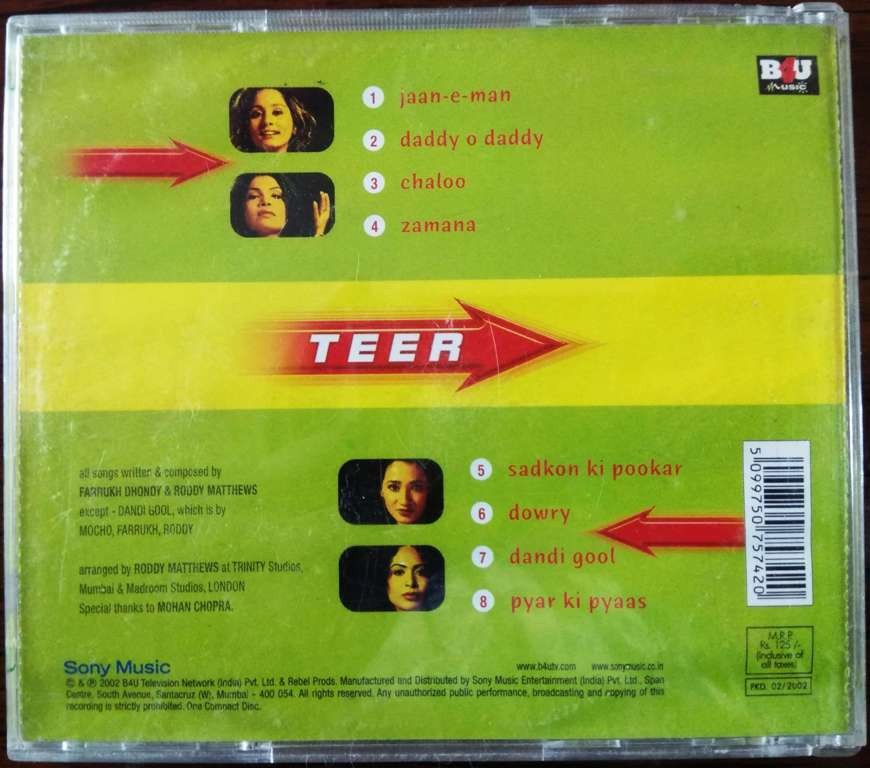 B4U
music
1 jaan-e-man
2 daddy o daddy
3 chaloo
4 zamana
TEER
all songs written & composed by
FARRUKH DHONDY & RODDY MATTHEWS
except - DANDI GOOL, which is by
MOCHO, FARRUKH, RODDY
arranged by RODDY MATTHEWS at TRINITY Studios,
Mumbai & Madroom Studios, LONDON
Special thanks to MOHAN CHOPRA.
5 sadkon ki pookar
6 dowry
7 dandi gool
8 pyar ki pyaas
5 099750 757420
M.R.P.
Rs. 125/-
(inclusive of
all taxes)
PKD. 02/2002
Sony Music
www.b4utv.com www.sonymusic.co.in
© & ℗ 2002 B4U Television Network (India) Pvt. Ltd. & Rebel Prods. Manufactured and Distributed by Sony Music Entertainment (India) Pvt. Ltd., Span
Centre, South Avenue, Santacruz (W), Mumbai - 400 054. All rights reserved. Any unauthorized public performance, broadcasting and copying of this
recording is strictly prohibited. One Compact Disc.